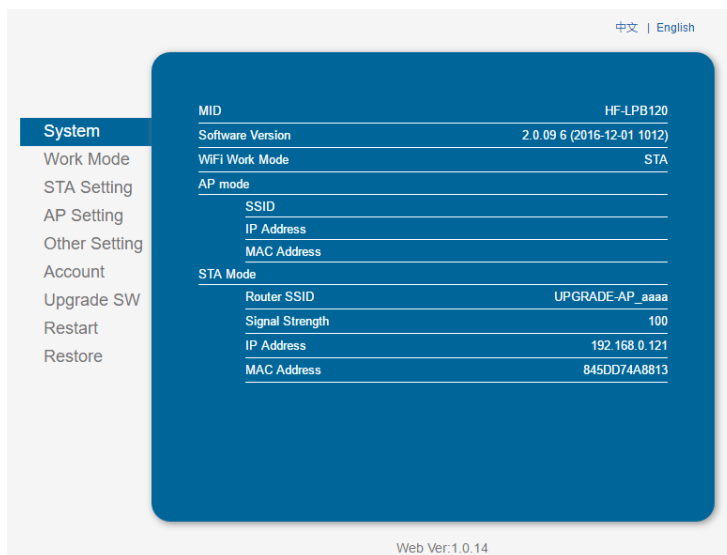 中文 | English
System
Work Mode
STA Setting
AP Setting
Other Setting
Account
Upgrade SW
Restart
Restore
MID HF-LPB120
Software Version 2.0.09 6 (2016-12-01 1012)
WiFi Work Mode STA
AP mode
SSID
IP Address
MAC Address
STA Mode
Router SSID UPGRADE-AP_aaaa
Signal Strength 100
IP Address 192.168.0.121
MAC Address 845DD74A8813
Web Ver:1.0.14